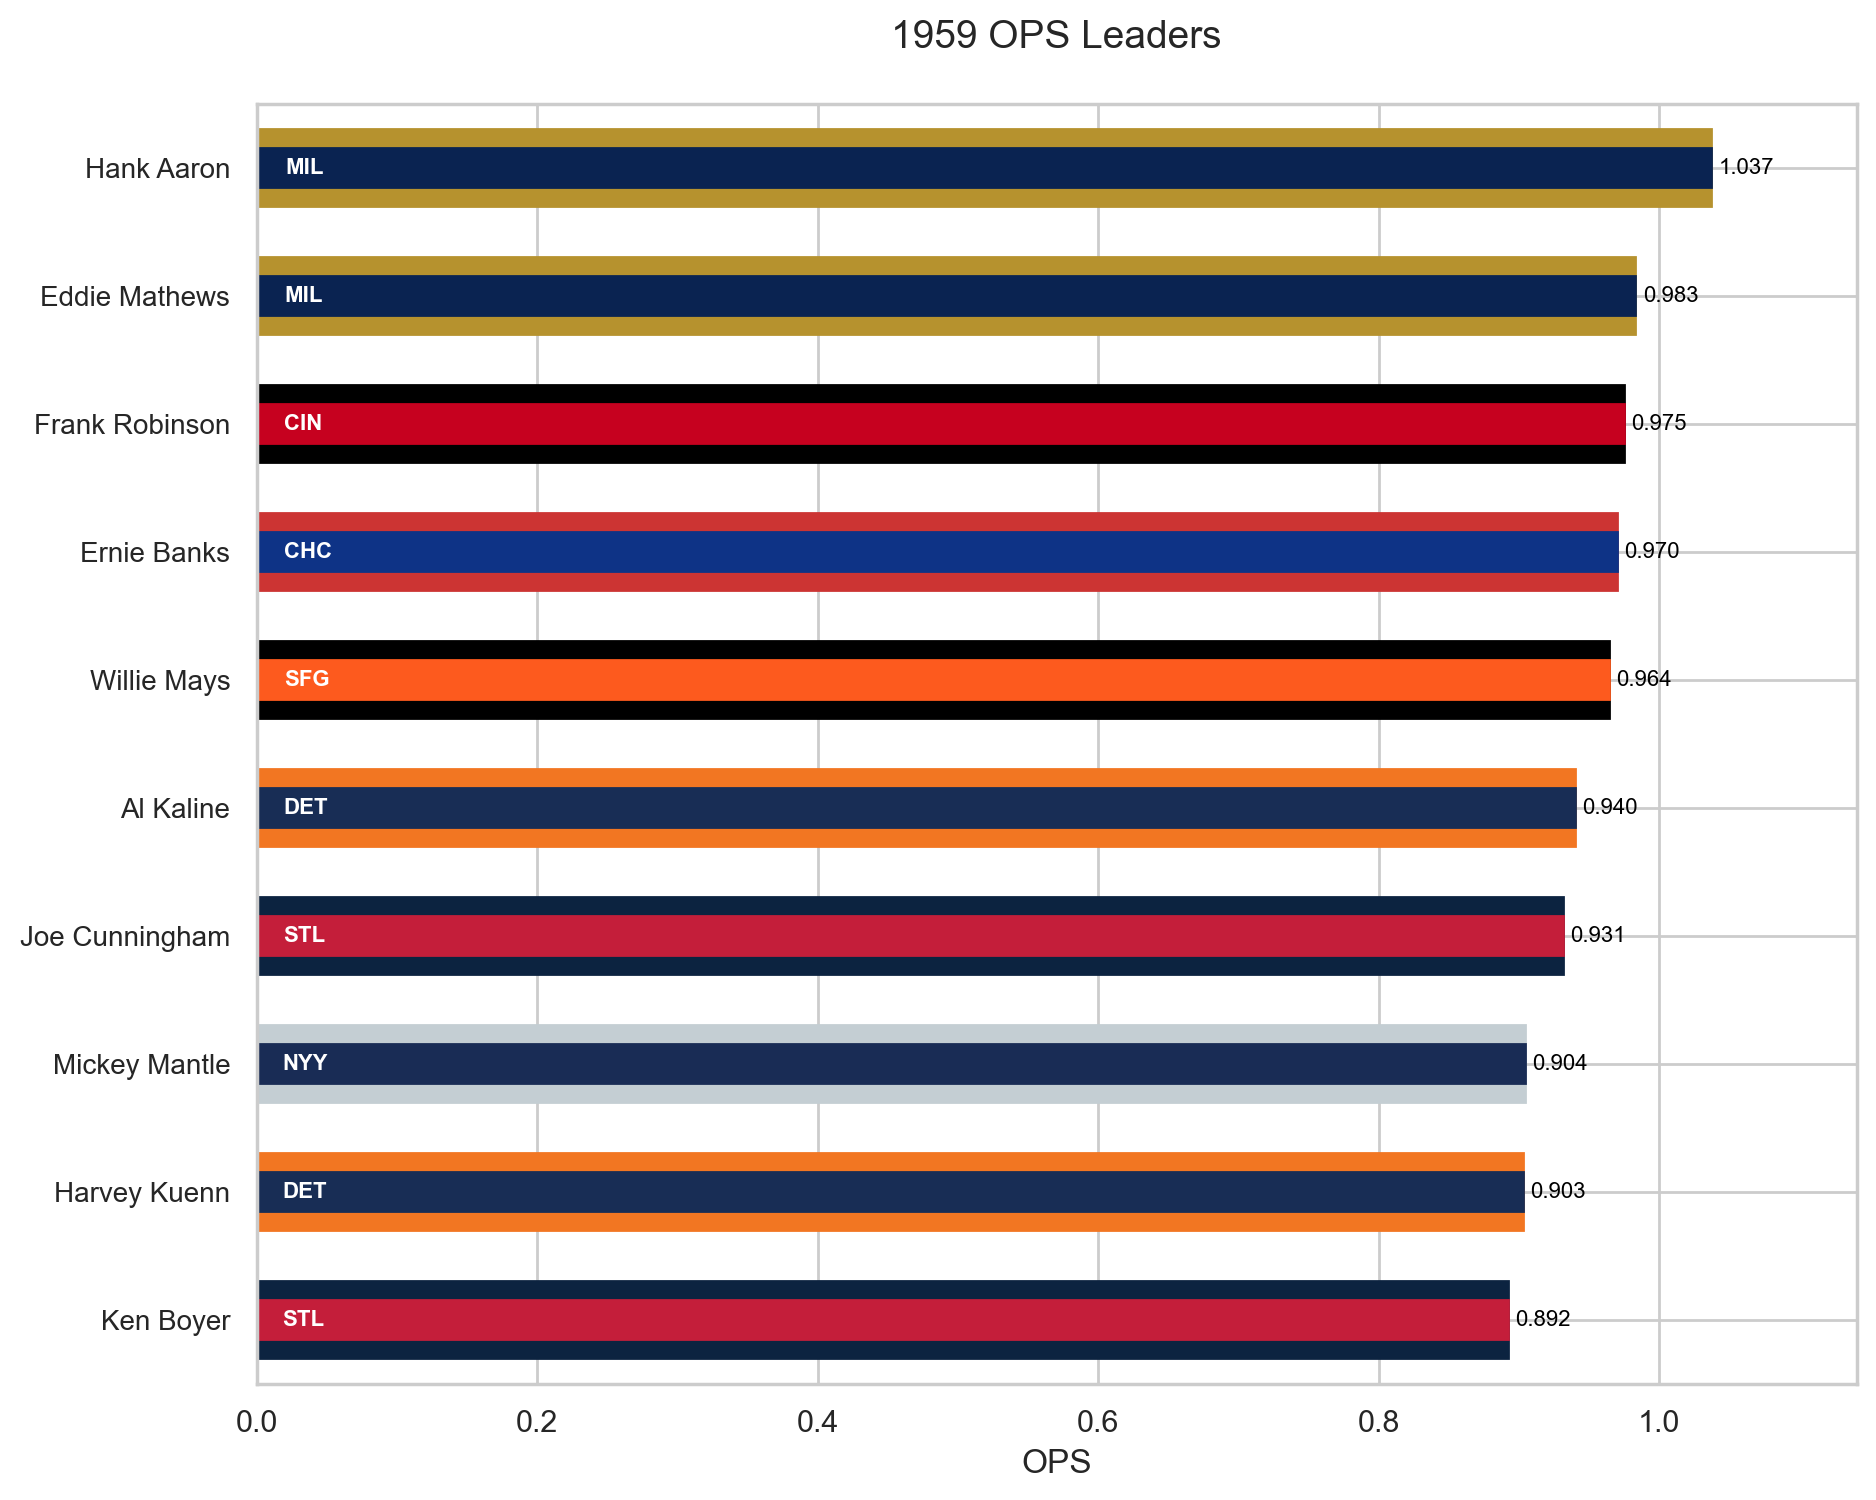 1959 OPS Leaders
Hank Aaron MIL 1.037
Eddie Mathews MIL 0.983
Frank Robinson CIN 0.975
Ernie Banks CHC 0.970
Willie Mays SFG 0.964
Al Kaline DET 0.940
Joe Cunningham STL 0.931
Mickey Mantle NYY 0.904
Harvey Kuenn DET 0.903
Ken Boyer STL 0.892
0.0 0.2 0.4 0.6 0.8 1.0
OPS